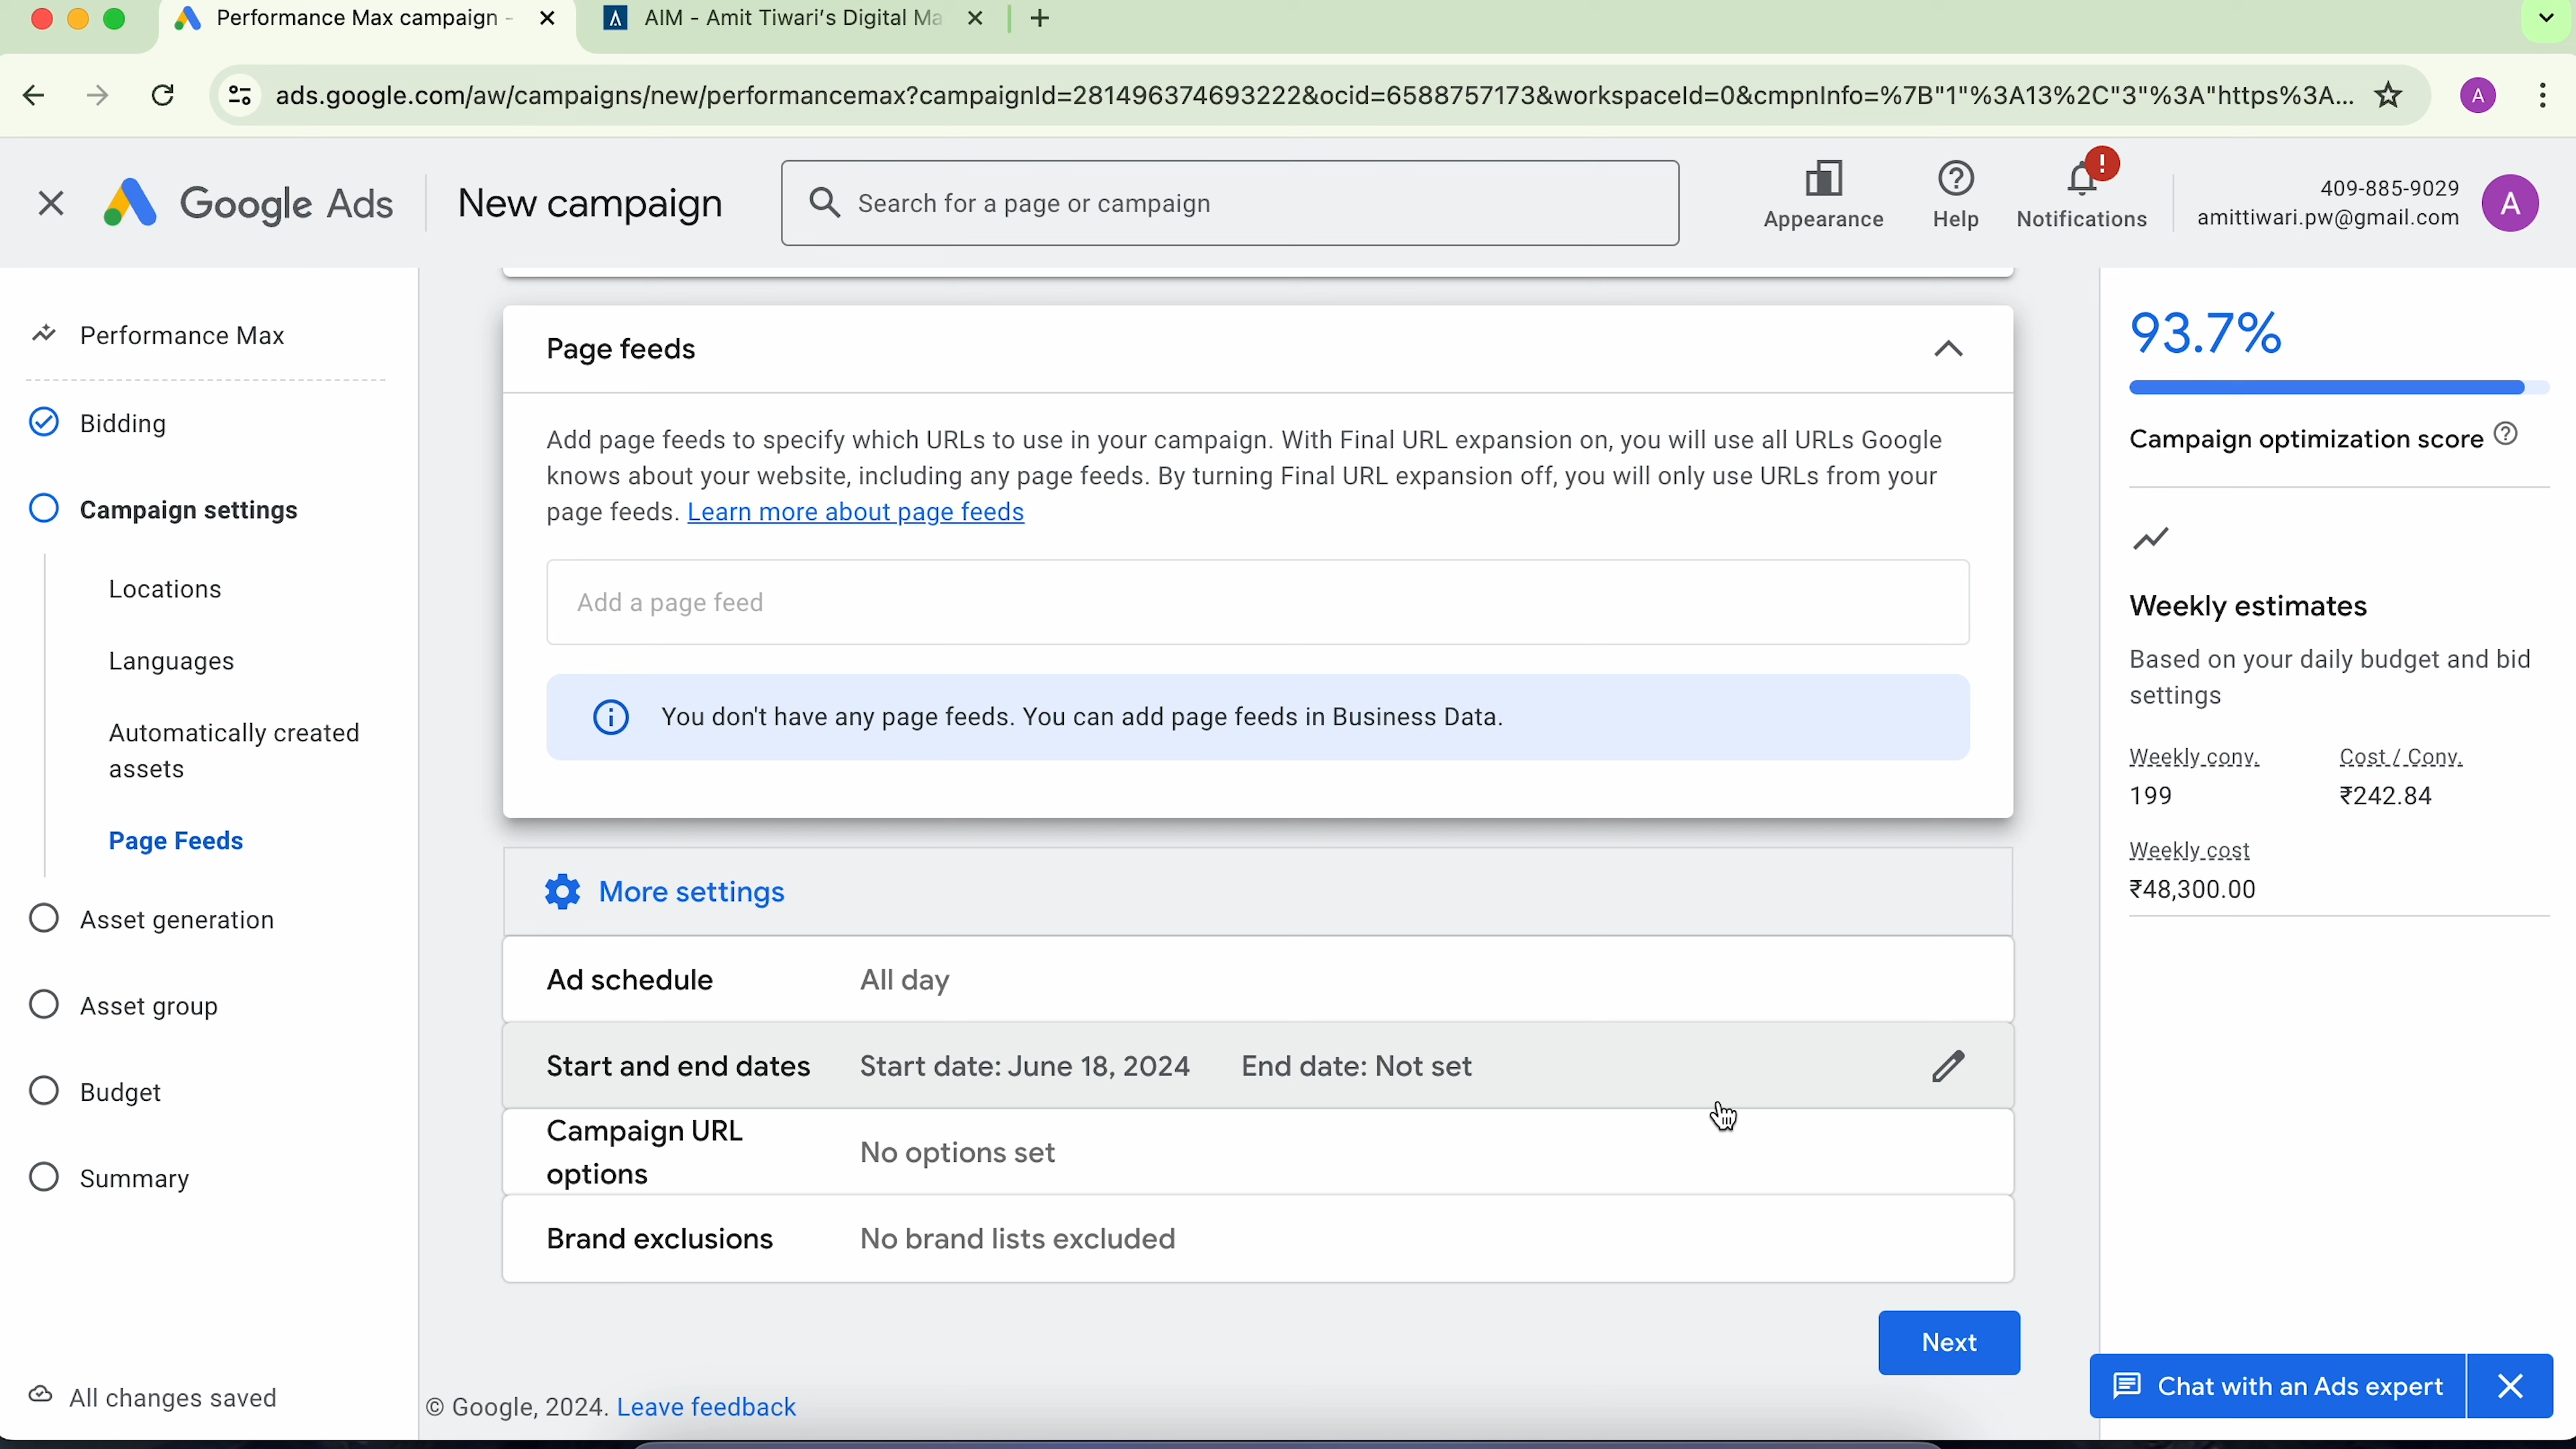 Performance Max campaign -
AIM - Amit Tiwari's Digital Ma
ads.google.com/aw/campaigns/new/performancemax?campaignId=281496374693222&ocid=6588757173&workspaceId=0&cmpnInfo=%7B"1"%3A13%2C"3"%3A"https%3A...
A
Google Ads
New campaign
Search for a page or campaign
Appearance
Help
Notifications
409-885-9029
amittiwari.pw@gmail.com
A
Performance Max
Bidding
Campaign settings
Locations
Languages
Automatically created
assets
Page Feeds
Asset generation
Asset group
Budget
Summary
All changes saved
Page feeds
Add page feeds to specify which URLs to use in your campaign. With Final URL expansion on, you will use all URLs Google
knows about your website, including any page feeds. By turning Final URL expansion off, you will only use URLs from your
page feeds. Learn more about page feeds
Add a page feed
You don't have any page feeds. You can add page feeds in Business Data.
More settings
Ad schedule All day
Start and end dates Start date: June 18, 2024 End date: Not set
Campaign URL
options
No options set
Brand exclusions No brand lists excluded
Next
© Google, 2024. Leave feedback
93.7%
Campaign optimization score
Weekly estimates
Based on your daily budget and bid
settings
Weekly conv. Cost / Conv.
199 ₹242.84
Weekly cost
₹48,300.00
Chat with an Ads expert